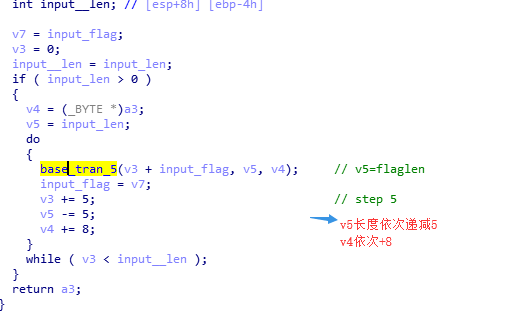 int input__len; // [esp+8h] [ebp-4h]
v7 = input_flag;
v3 = 0;
input__len = input_len;
if ( input_len > 0 )
{
v4 = (_BYTE *)a3;
v5 = input_len;
do
{
base_tran_5(v3 + input_flag, v5, v4); // v5=flaglen
input_flag = v7;
v3 += 5; // step 5
v5 -= 5;
v4 += 8;
}
while ( v3 < input__len );
}
return a3;
}
v5长度依次递减5
v4依次+8